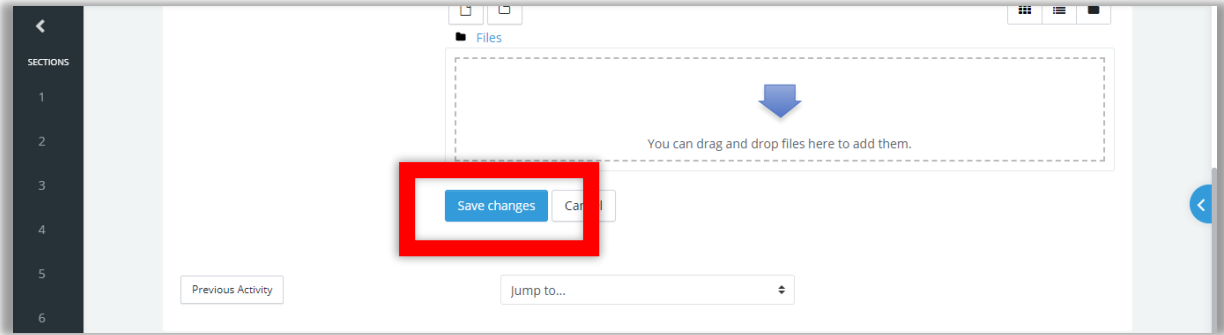 SECTIONS
1
2
3
4
5
6
Files
You can drag and drop files here to add them.
Save changes
Previous Activity
Jump to...